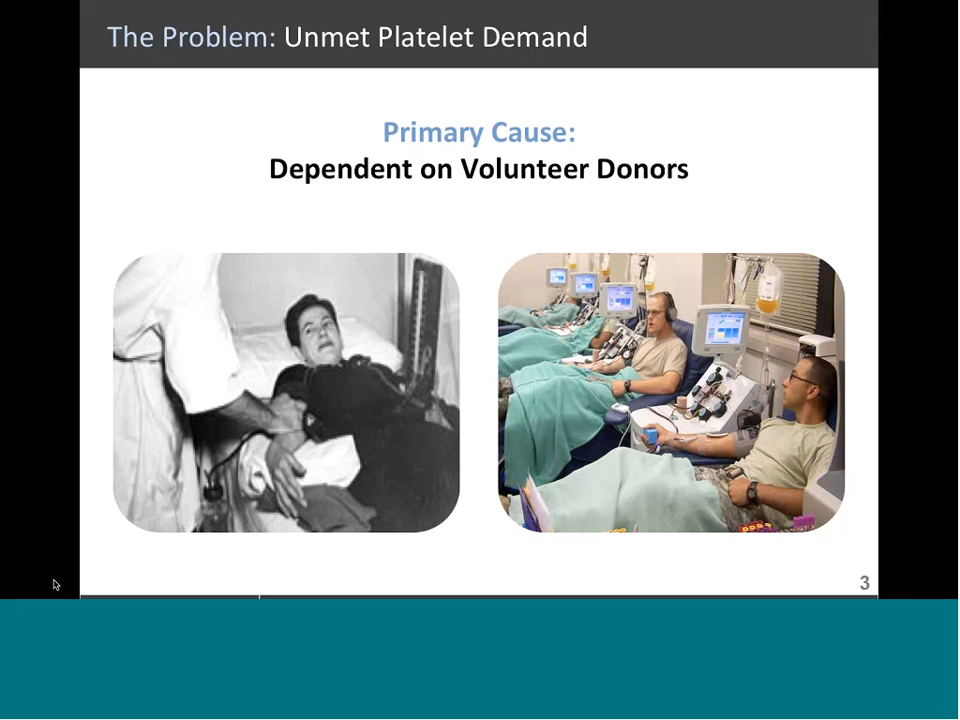 The Problem: Unmet Platelet Demand
Primary Cause:
Dependent on Volunteer Donors
3